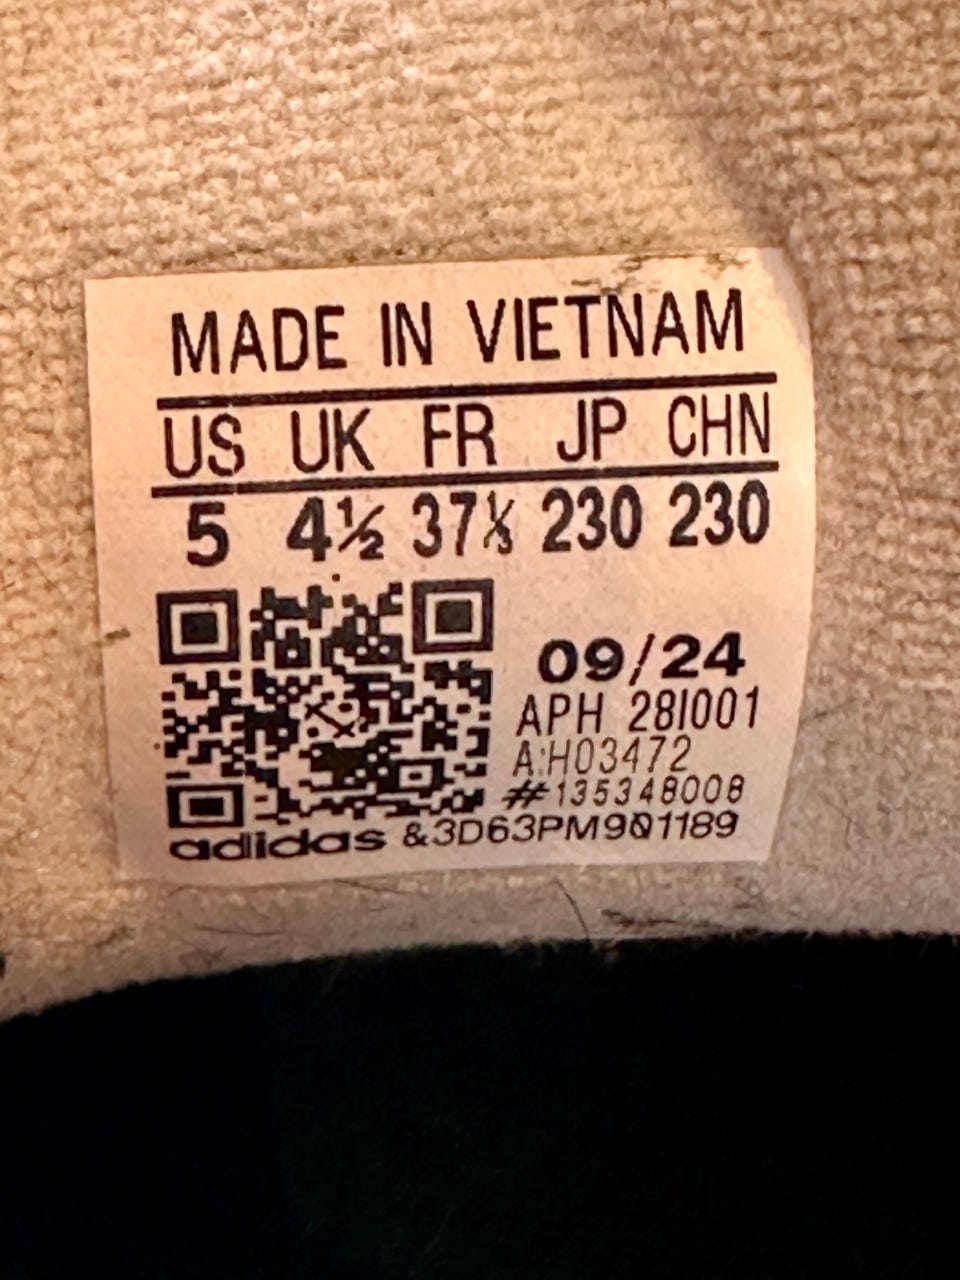 MADE IN VIETNAM
US UK FR JP CHN
5 4½ 37⅓ 230 230
09/24
APH 28I001
A:H03472
#135348008
adidas &3D63PM901189